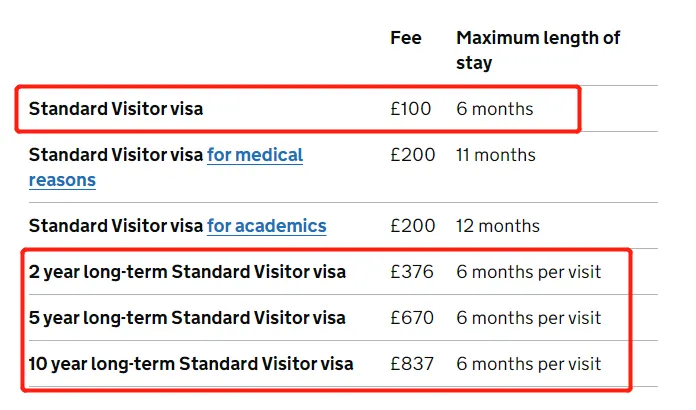 Fee Maximum length of
stay
Standard Visitor visa £100 6 months
Standard Visitor visa for medical £200 11 months
reasons
Standard Visitor visa for academics £200 12 months
2 year long-term Standard Visitor visa £376 6 months per visit
5 year long-term Standard Visitor visa £670 6 months per visit
10 year long-term Standard Visitor visa £837 6 months per visit